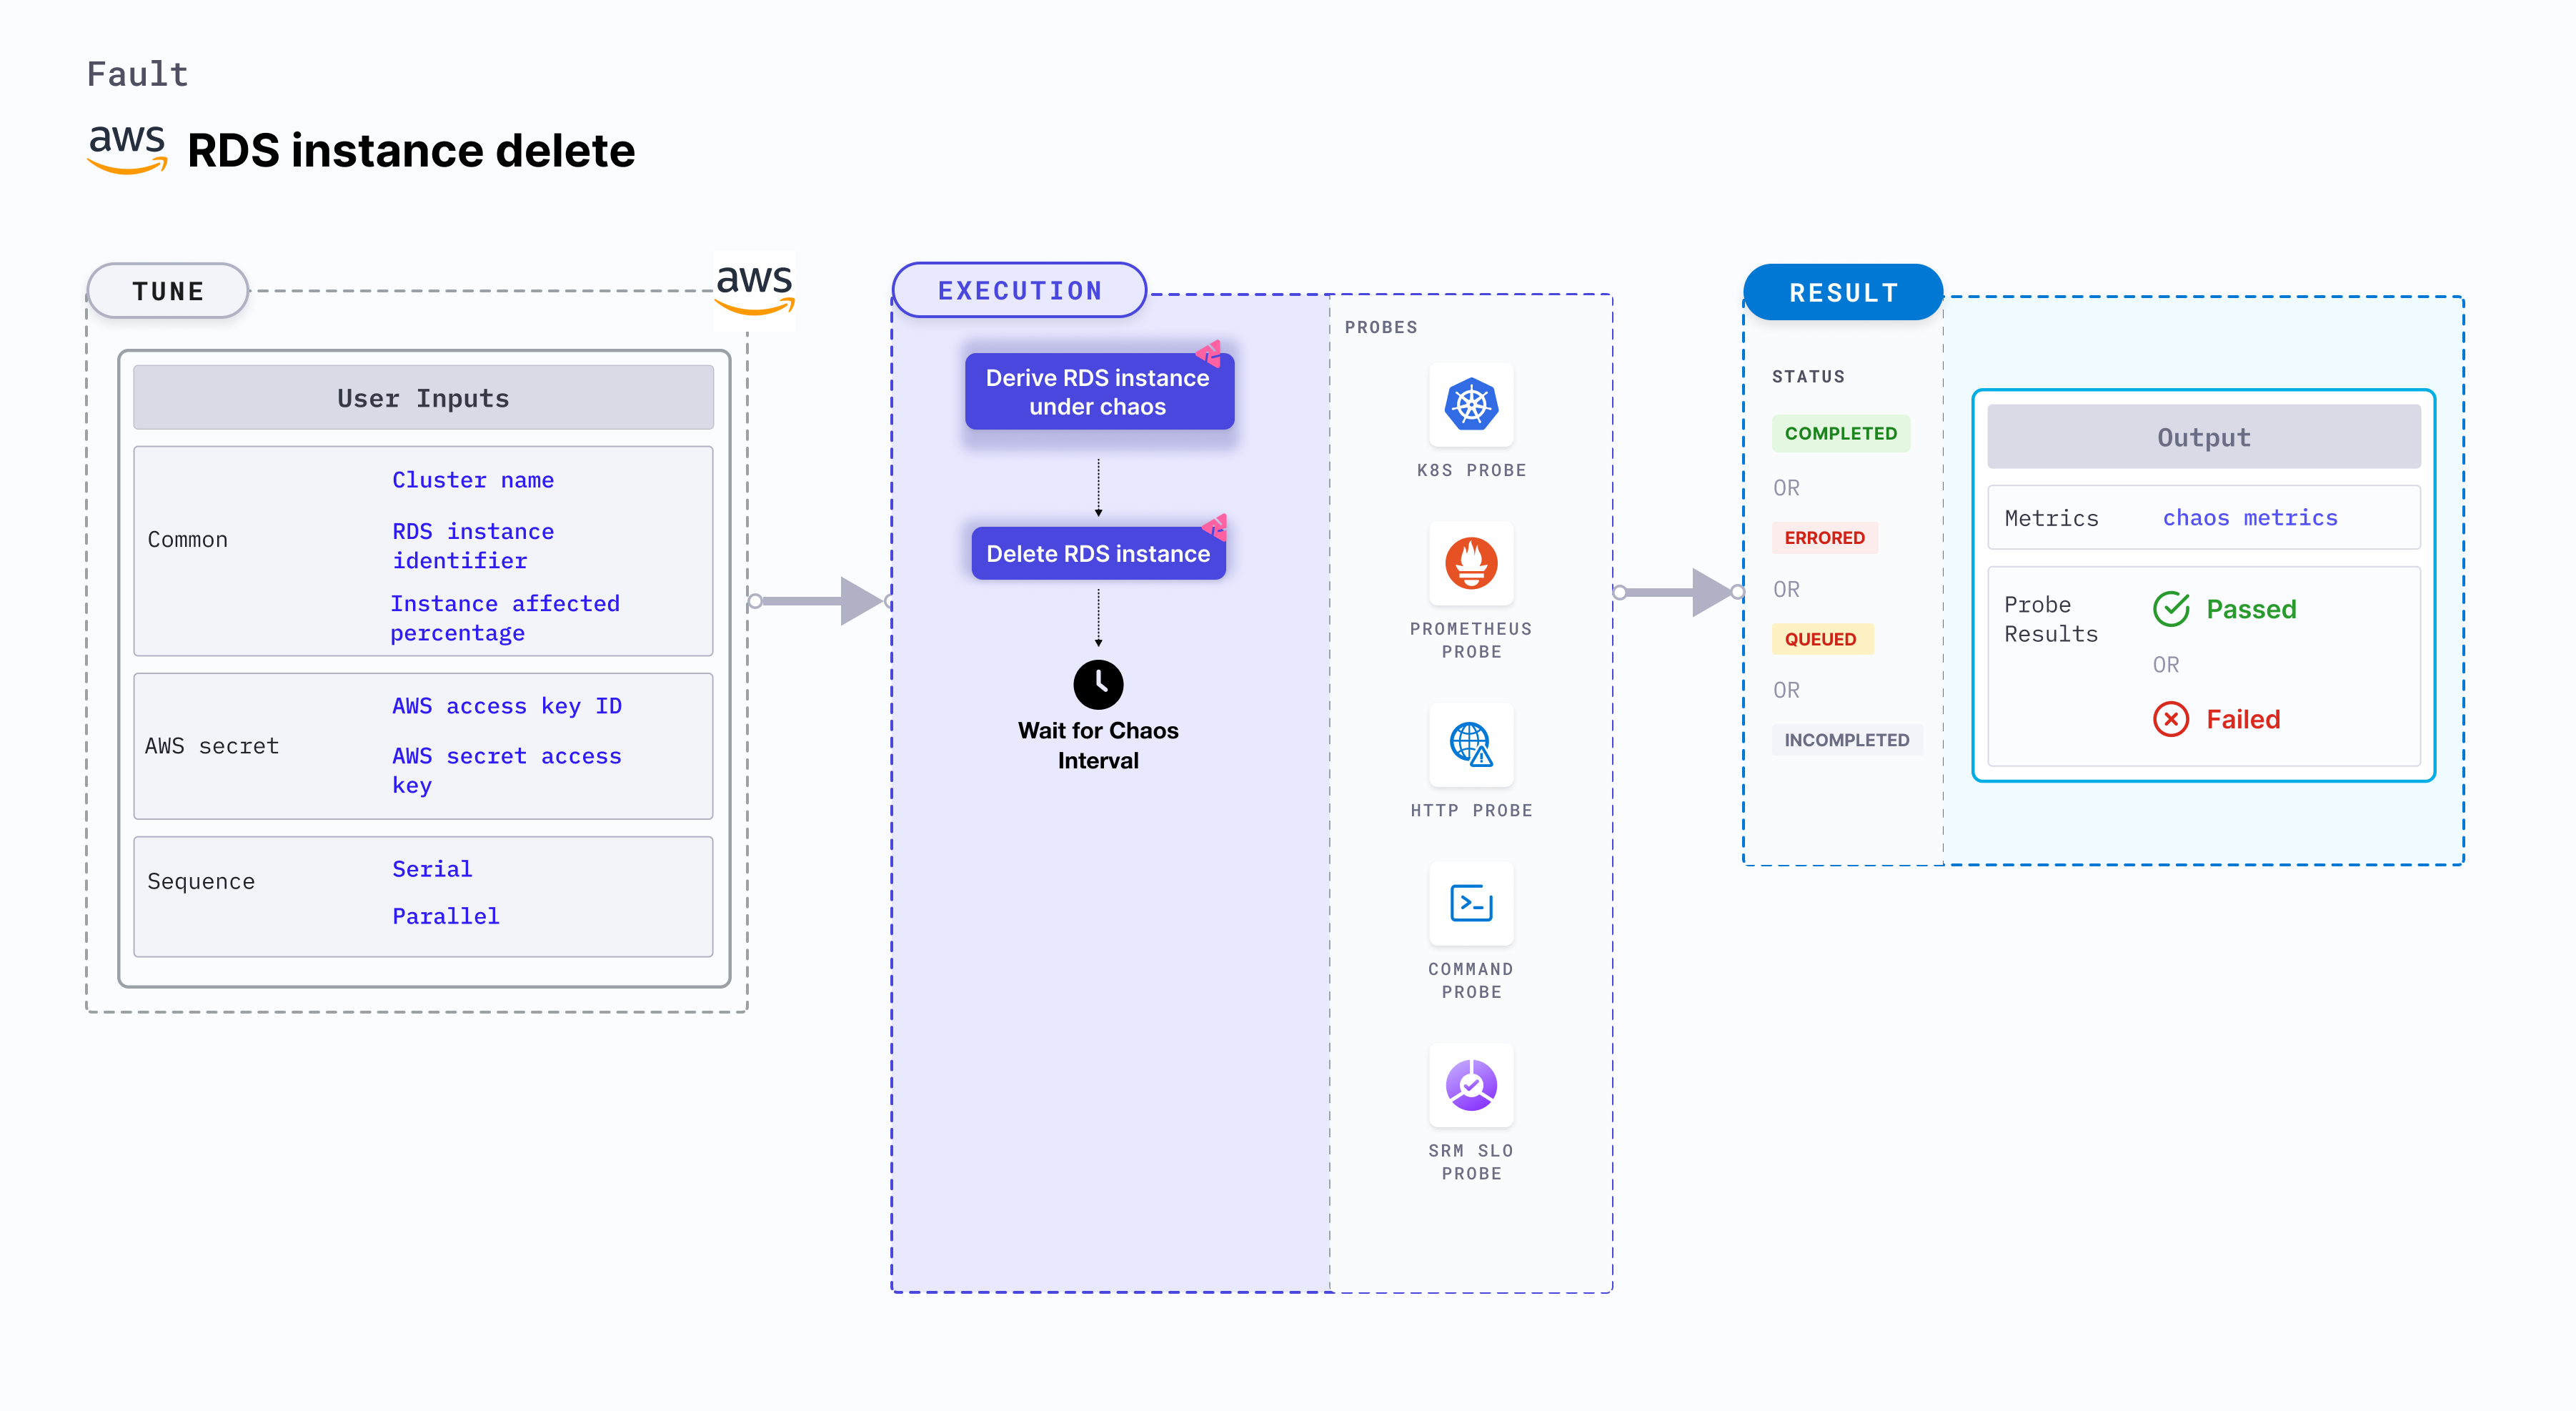 Fault
aws RDS instance delete
TUNE
aws
User Inputs
Common
Cluster name
RDS instance
identifier
Instance affected
percentage
AWS secret
AWS access key ID
AWS secret access
key
Sequence
Serial
Parallel
EXECUTION
Derive RDS instance
under chaos
Delete RDS instance
Wait for Chaos
Interval
PROBES
K8S PROBE
PROMETHEUS
PROBE
HTTP PROBE
COMMAND
PROBE
SRM SLO
PROBE
RESULT
STATUS
COMPLETED
OR
ERRORED
OR
QUEUED
OR
INCOMPLETED
Output
Metrics
chaos metrics
Probe
Results
Passed
OR
Failed